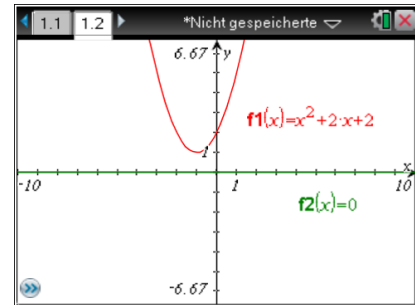 1.1 1.2 *Nicht gespeicherte
6.67 y
f1(x)=x²+2·x+2
1
x
-10 1 10
f2(x)=0
-6.67